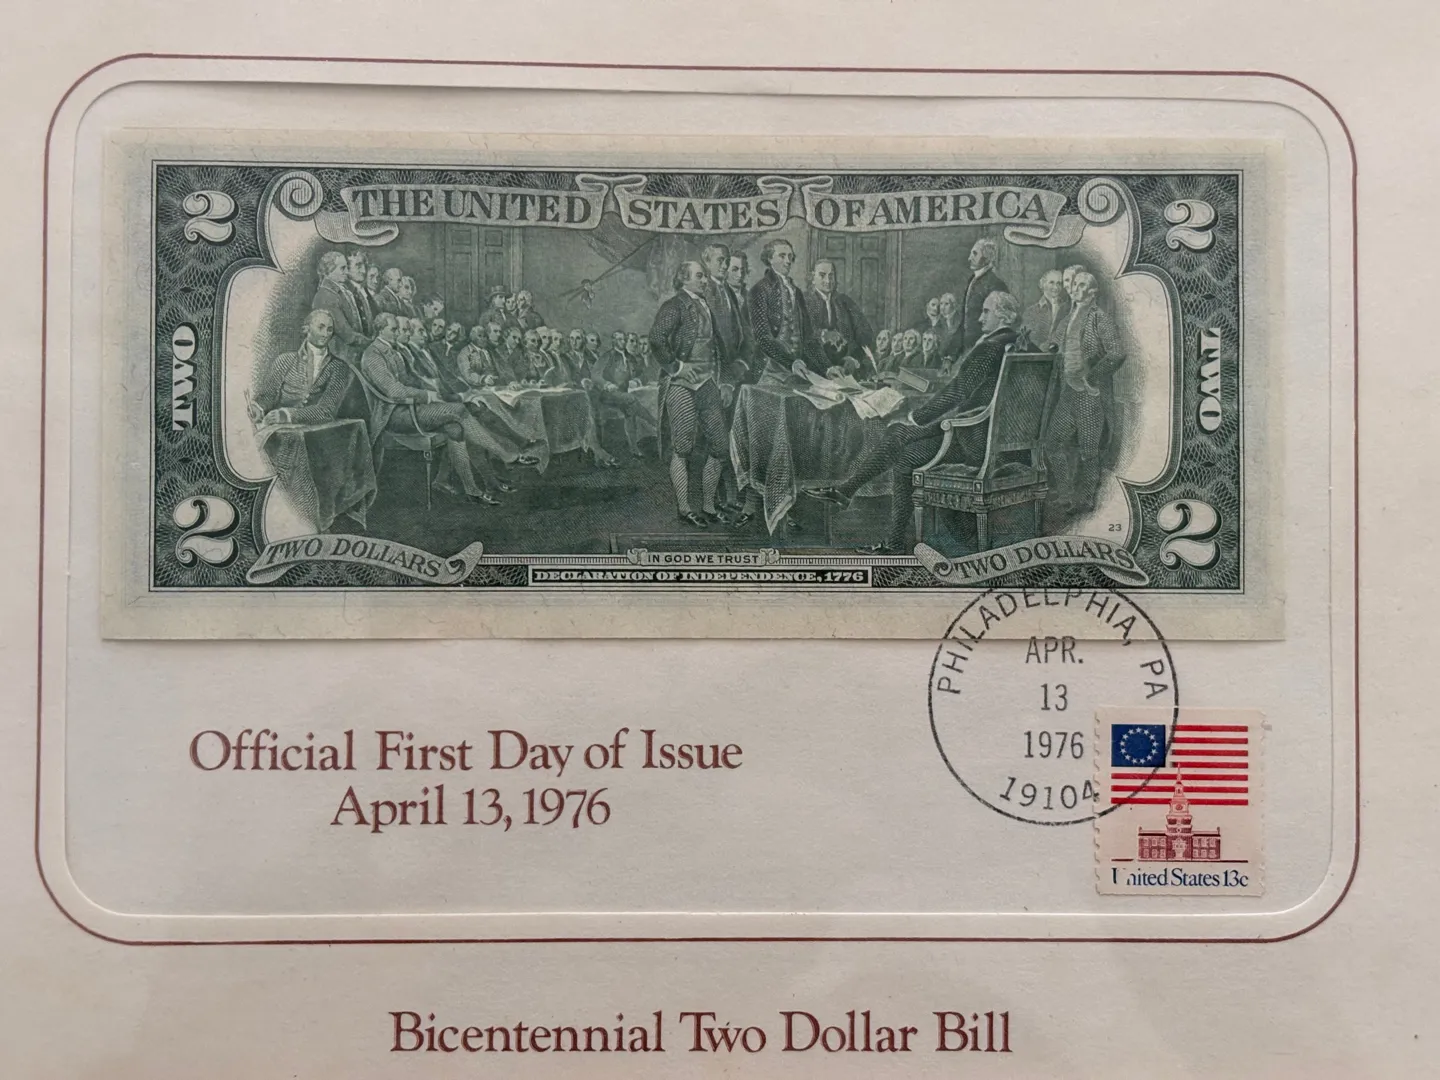 2 THE UNITED STATES OF AMERICA 2
TWO
TWO
23
2 TWO DOLLARS IN GOD WE TRUST TWO DOLLARS 2
DECLARATION OF INDEPENDENCE, 1776
PHILADELPHIA, PA
APR.
13
1976
19104
Official First Day of Issue
April 13, 1976
United States 13c
Bicentennial Two Dollar Bill